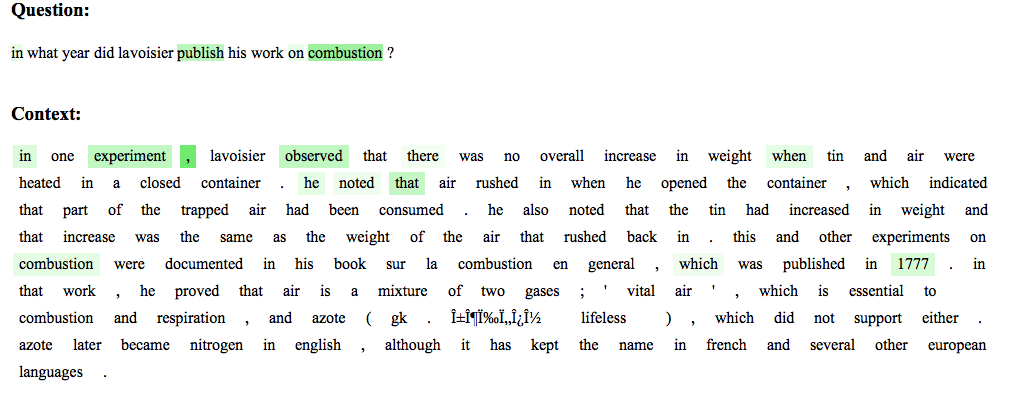 Question:
in what year did lavoisier publish his work on combustion ?
Context:
in one experiment , lavoisier observed that there was no overall increase in weight when tin and air were
heated in a closed container . he noted that air rushed in when he opened the container , which indicated
that part of the trapped air had been consumed . he also noted that the tin had increased in weight and
that increase was the same as the weight of the air that rushed back in . this and other experiments on
combustion were documented in his book sur la combustion en general , which was published in 1777 . in
that work , he proved that air is a mixture of two gases ; ' vital air ' , which is essential to
combustion and respiration , and azote ( gk . Î±Î¶Ï‰Ï„Î¿Î½ lifeless ) , which did not support either .
azote later became nitrogen in english , although it has kept the name in french and several other european
languages .